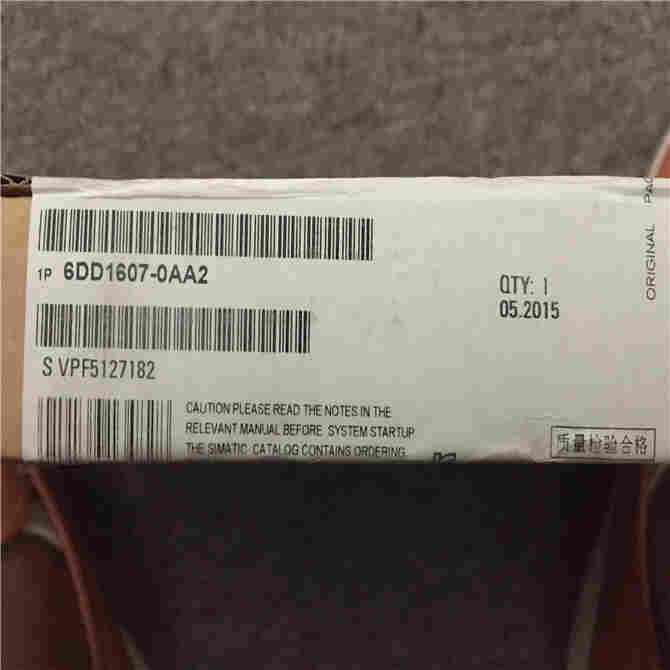 1P 6DD1607-0AA2
QTY: 1
05.2015
S VPF5127182
CAUTION PLEASE READ THE NOTES IN THE
RELEVANT MANUAL BEFORE SYSTEM STARTUP
THE SIMATIC CATALOG CONTAINS ORDERING
质量检验合格
ORIGINAL